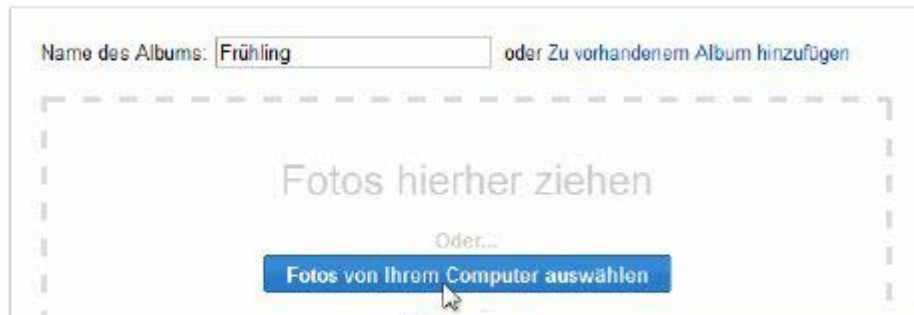 Name des Albums: Frühling oder Zu vorhandenem Album hinzufügen
Fotos hierher ziehen
Oder...
Fotos von Ihrem Computer auswählen